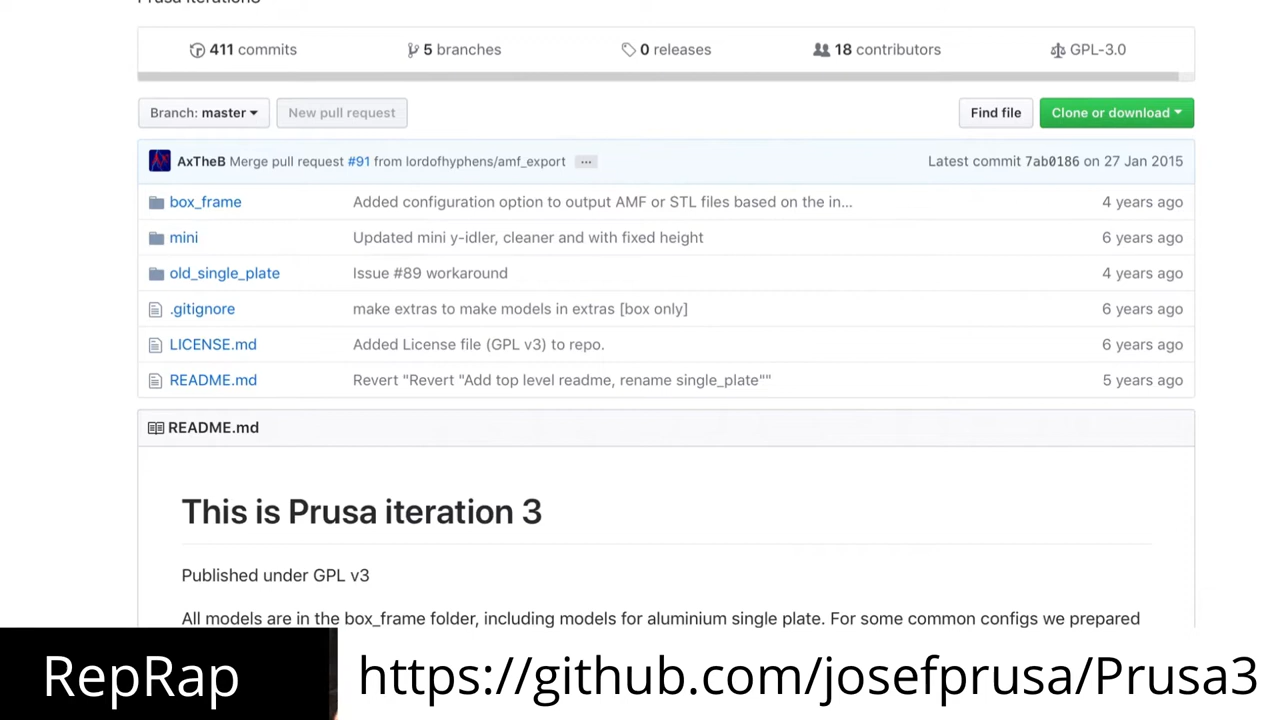 Prusa iteration3
411 commits 5 branches 0 releases 18 contributors GPL-3.0
Branch: master New pull request Find file Clone or download
AxTheB Merge pull request #91 from lordofhyphens/amf_export ... Latest commit 7ab0186 on 27 Jan 2015
box_frame Added configuration option to output AMF or STL files based on the in... 4 years ago
mini Updated mini y-idler, cleaner and with fixed height 6 years ago
old_single_plate Issue #89 workaround 4 years ago
.gitignore make extras to make models in extras [box only] 6 years ago
LICENSE.md Added License file (GPL v3) to repo. 6 years ago
README.md Revert "Revert "Add top level readme, rename single_plate"" 5 years ago
README.md
This is Prusa iteration 3
Published under GPL v3
All models are in the box_frame folder, including models for aluminium single plate. For some common configs we prepared
RepRap https://github.com/josefprusa/Prusa3